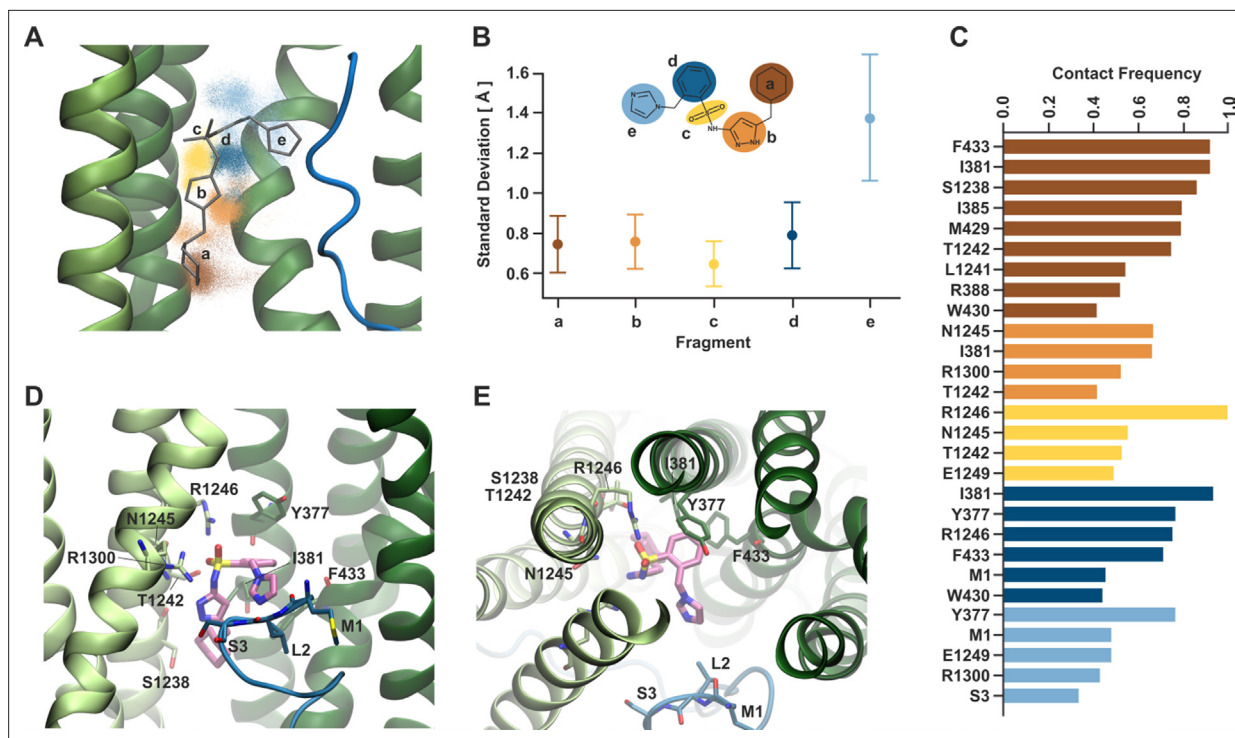 A
c
d
e
b
a
B
Standard Deviation [ Å ]
1.6
1.4
1.2
1.0
0.8
0.6
a
b
c
d
e
Fragment
d
a
e
c
b
N
N
O
S
O
NH
N
NH
C
Contact Frequency
0.0
0.2
0.4
0.6
0.8
1.0
F433
I381
S1238
I385
M429
T1242
L1241
R388
W430
N1245
I381
R1300
T1242
R1246
N1245
T1242
E1249
I381
Y377
R1246
F433
M1
W430
Y377
M1
E1249
R1300
S3
D
R1246
N1245
Y377
R1300
I381
F433
T1242
M1
S3
L2
S1238
E
S1238
R1246
I381
T1242
Y377
N1245
F433
L2
S3
M1